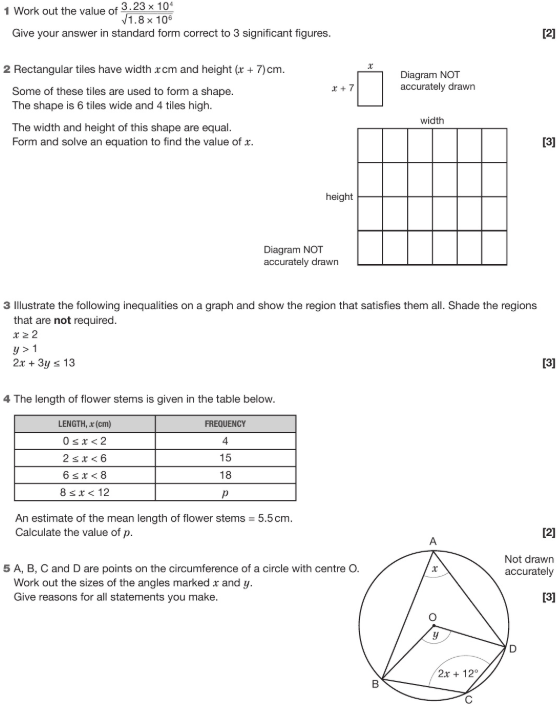 1 Work out the value of 3.23 × 10⁴ / √1.8 × 10⁶
Give your answer in standard form correct to 3 significant figures. [2]
2 Rectangular tiles have width x cm and height (x + 7) cm.
Some of these tiles are used to form a shape.
The shape is 6 tiles wide and 4 tiles high.
The width and height of this shape are equal.
Form and solve an equation to find the value of x. [3]
x
x + 7
Diagram NOT
accurately drawn
width
height
Diagram NOT
accurately drawn
3 Illustrate the following inequalities on a graph and show the region that satisfies them all. Shade the regions
that are not required.
x ≥ 2
y > 1
2x + 3y ≤ 13 [3]
4 The length of flower stems is given in the table below.
LENGTH, x (cm) FREQUENCY
0 ≤ x < 2 4
2 ≤ x < 6 15
6 ≤ x < 8 18
8 ≤ x < 12 p
An estimate of the mean length of flower stems = 5.5 cm.
Calculate the value of p. [2]
5 A, B, C and D are points on the circumference of a circle with centre O.
Work out the sizes of the angles marked x and y.
Give reasons for all statements you make. [3]
Not drawn
accurately
A
x
O
y
D
2x + 12°
B
C